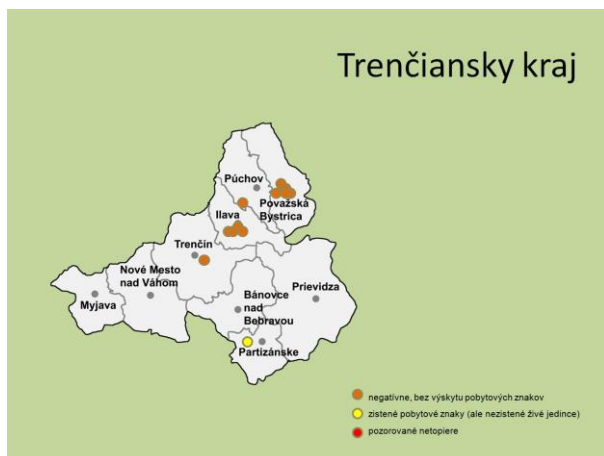 Trenčiansky kraj
Púchov
Považská
Bystrica
Ilava
Trenčín
Nové Mesto
nad Váhom
Prievidza
Bánovce
nad
Bebravou
Myjava
Partizánske
negatívne, bez výskytu pobytových znakov
zistené pobytové znaky (ale nezistené živé jedince)
pozorované netopiere